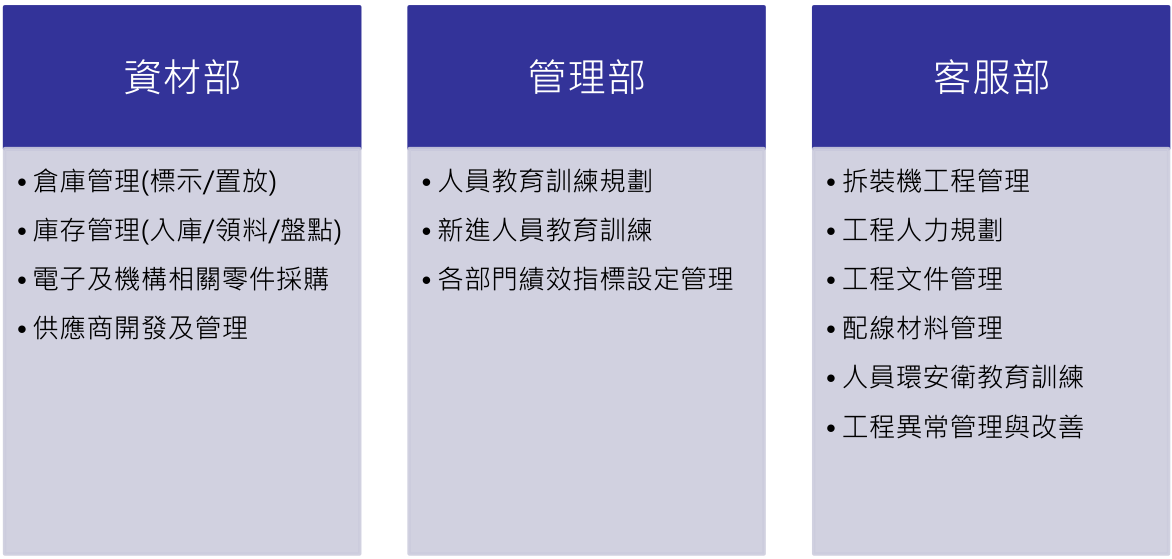 資材部
• 倉庫管理(標示/置放)
• 庫存管理(入庫/領料/盤點)
• 電子及機構相關零件採購
• 供應商開發及管理
管理部
• 人員教育訓練規劃
• 新進人員教育訓練
• 各部門績效指標設定管理
客服部
• 拆裝機工程管理
• 工程人力規劃
• 工程文件管理
• 配線材料管理
• 人員環安衛教育訓練
• 工程異常管理與改善